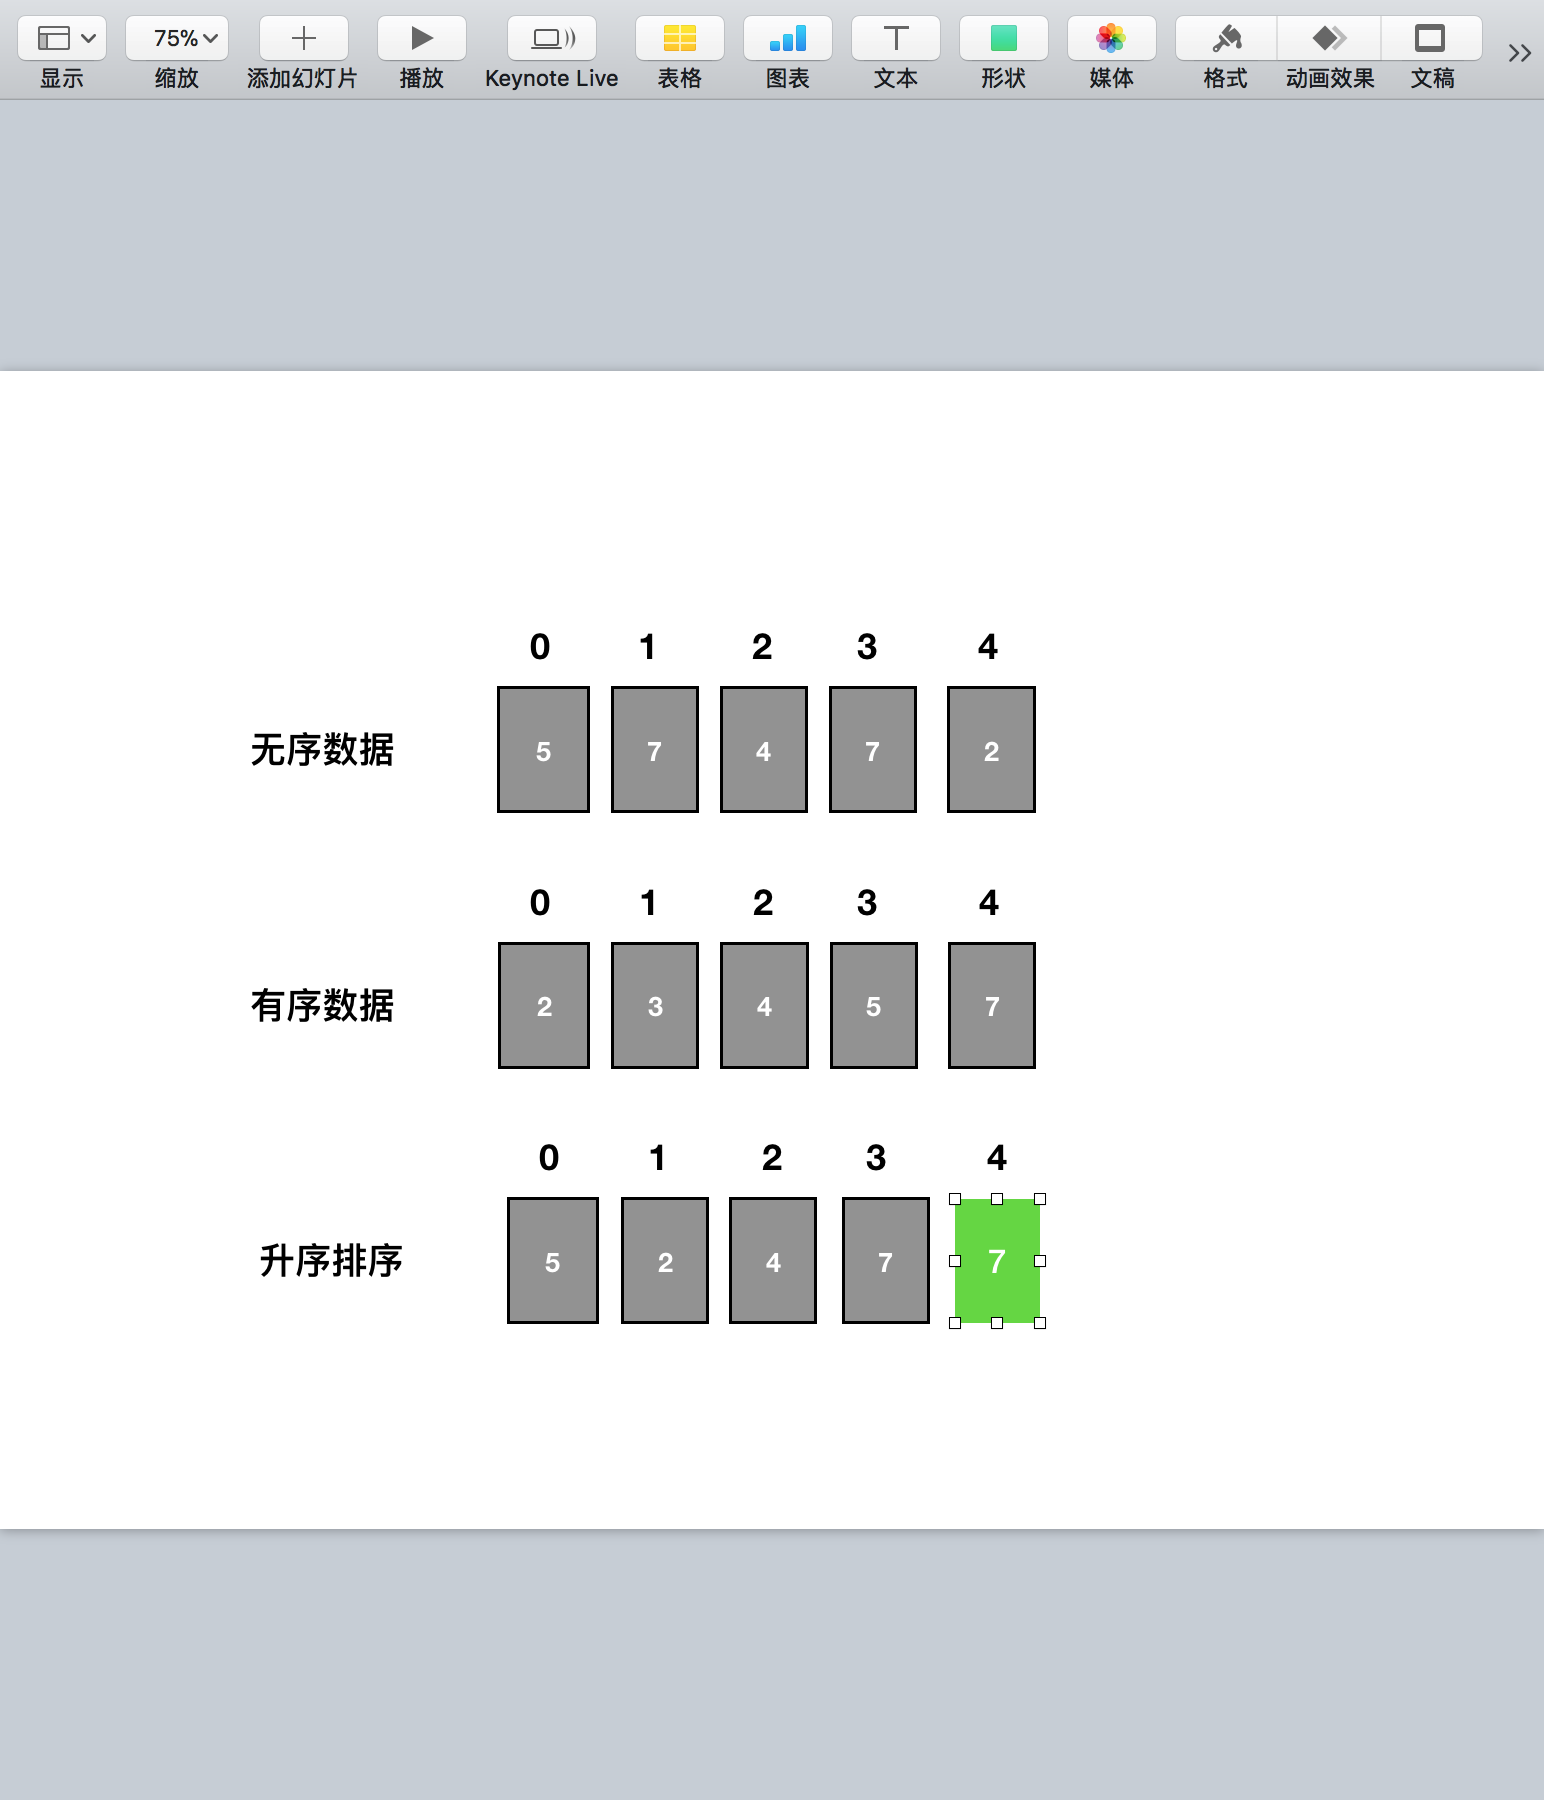 75%
显示 缩放 添加幻灯片 播放 Keynote Live 表格 图表 文本 形状 媒体 格式 动画效果 文稿
0 1 2 3 4
无序数据 5 7 4 7 2
0 1 2 3 4
有序数据 2 3 4 5 7
0 1 2 3 4
升序排序 5 2 4 7 7